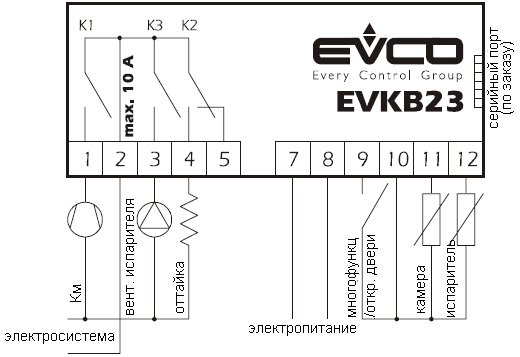 K1 K3 K2
max. 10 A
EVCO
Every Control Group
EVKB23
серийный порт
(по заказу)
1 2 3 4 5 7 8 9 10 11 12
Км
вент. испарителя
оттайка
многофункц
/откр. двери
камера
испаритель
электросистема
электропитание